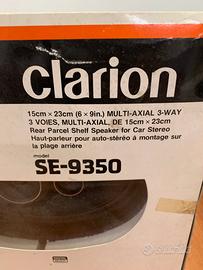 clarion
15cm × 23cm (6 × 9in.) MULTI-AXIAL 3-WAY
3 VOIES, MULTI-AXIAL, DE 15cm × 23cm
Rear Parcel Shelf Speaker for Car Stereo
Haut-parleur pour auto-stéréo à montage sur
la plage arrière
model
SE-9350